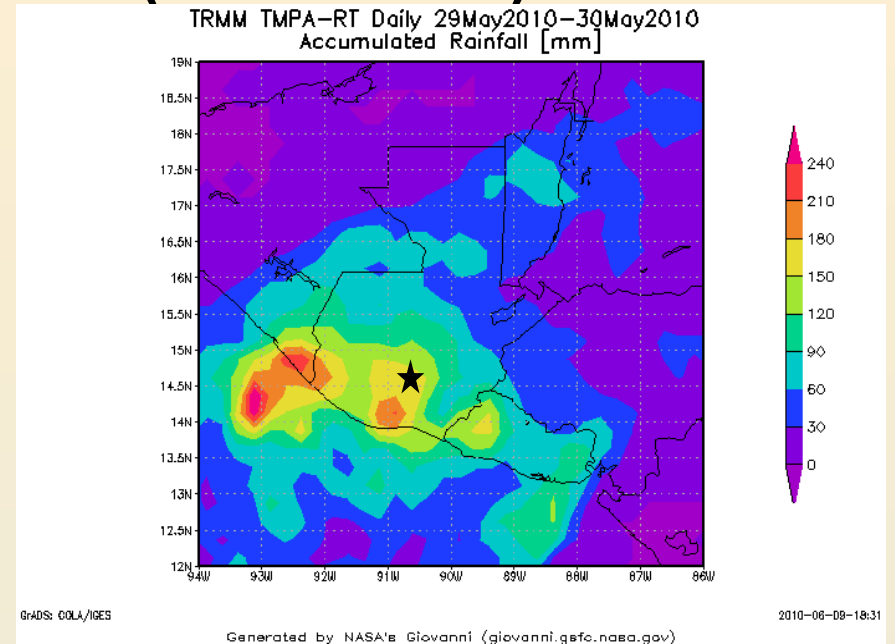 TRMM TMPA-RT Daily 29May2010-30May2010
Accumulated Rainfall [mm]
19N
18.5N
18N
17.5N
17N
16.5N
16N
15.5N
15N
14.5N
14N
13.5N
13N
12.5N
12N
94W 93W 92W 91W 90W 89W 88W 87W 86W
240
210
180
150
120
90
60
30
0
GrADS: COLA/IGES
2010-06-09-18:31
Generated by NASA's Giovanni (giovanni.gsfc.nasa.gov)